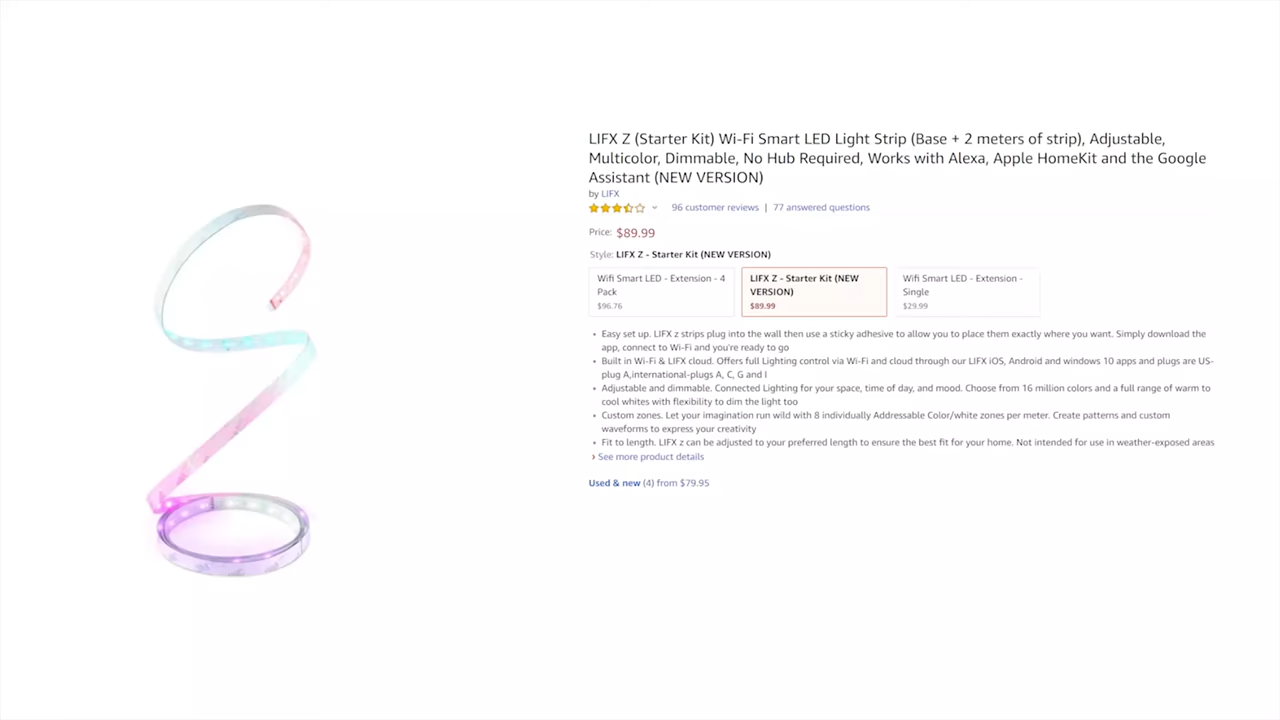 LIFX Z (Starter Kit) Wi-Fi Smart LED Light Strip (Base + 2 meters of strip), Adjustable,
Multicolor, Dimmable, No Hub Required, Works with Alexa, Apple HomeKit and the Google
Assistant (NEW VERSION)
by LIFX
96 customer reviews | 77 answered questions
Price: $89.99
Style: LIFX Z - Starter Kit (NEW VERSION)
Wifi Smart LED - Extension - 4
Pack
$96.76
LIFX Z - Starter Kit (NEW
VERSION)
$89.99
Wifi Smart LED - Extension -
Single
$29.99
• Easy set up. LIFX z strips plug into the wall then use a sticky adhesive to allow you to place them exactly where you want. Simply download the
app, connect to Wi-Fi and you're ready to go
• Built in Wi-Fi & LIFX cloud. Offers full Lighting control via Wi-Fi and cloud through our LIFX iOS, Android and windows 10 apps and plugs are US-
plug A,international-plugs A, C, G and I
• Adjustable and dimmable. Connected Lighting for your space, time of day, and mood. Choose from 16 million colors and a full range of warm to
cool whites with flexibility to dim the light too
• Custom zones. Let your imagination run wild with 8 individually Addressable Color/white zones per meter. Create patterns and custom
waveforms to express your creativity
• Fit to length. LIFX z can be adjusted to your preferred length to ensure the best fit for your home. Not intended for use in weather-exposed areas
› See more product details
Used & new (4) from $79.95